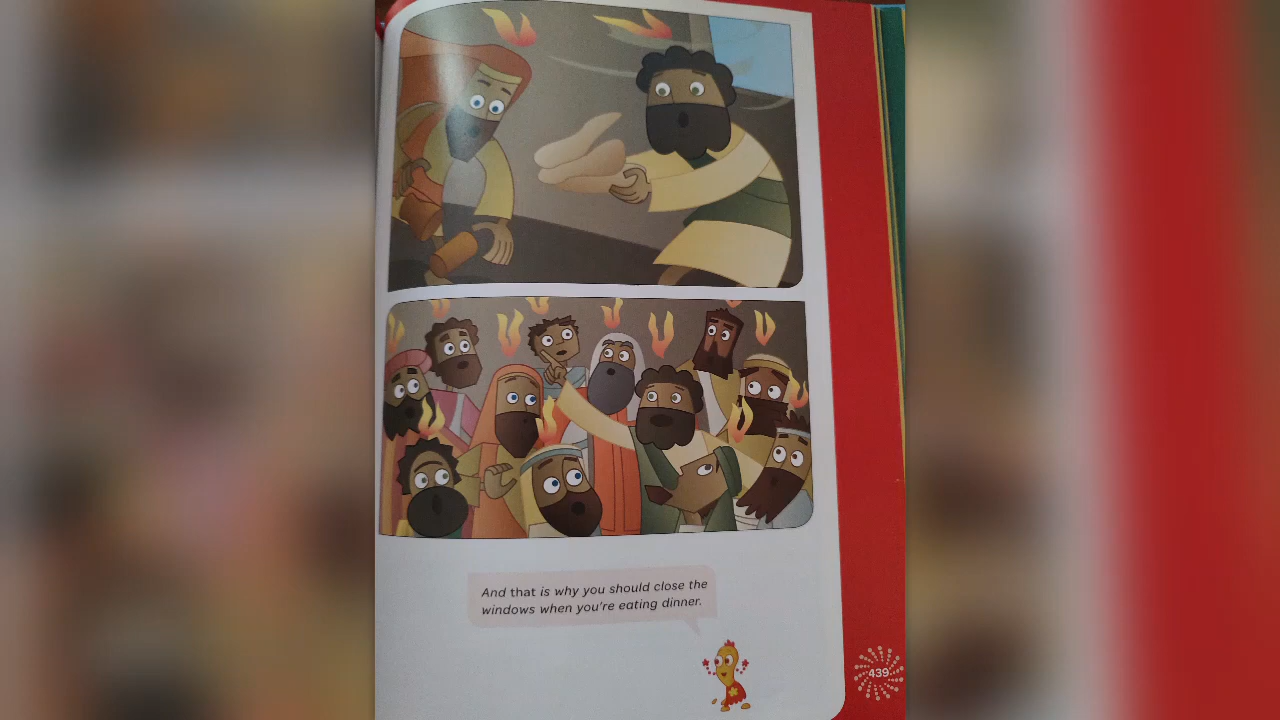 And that is why you should close the
windows when you're eating dinner.
439